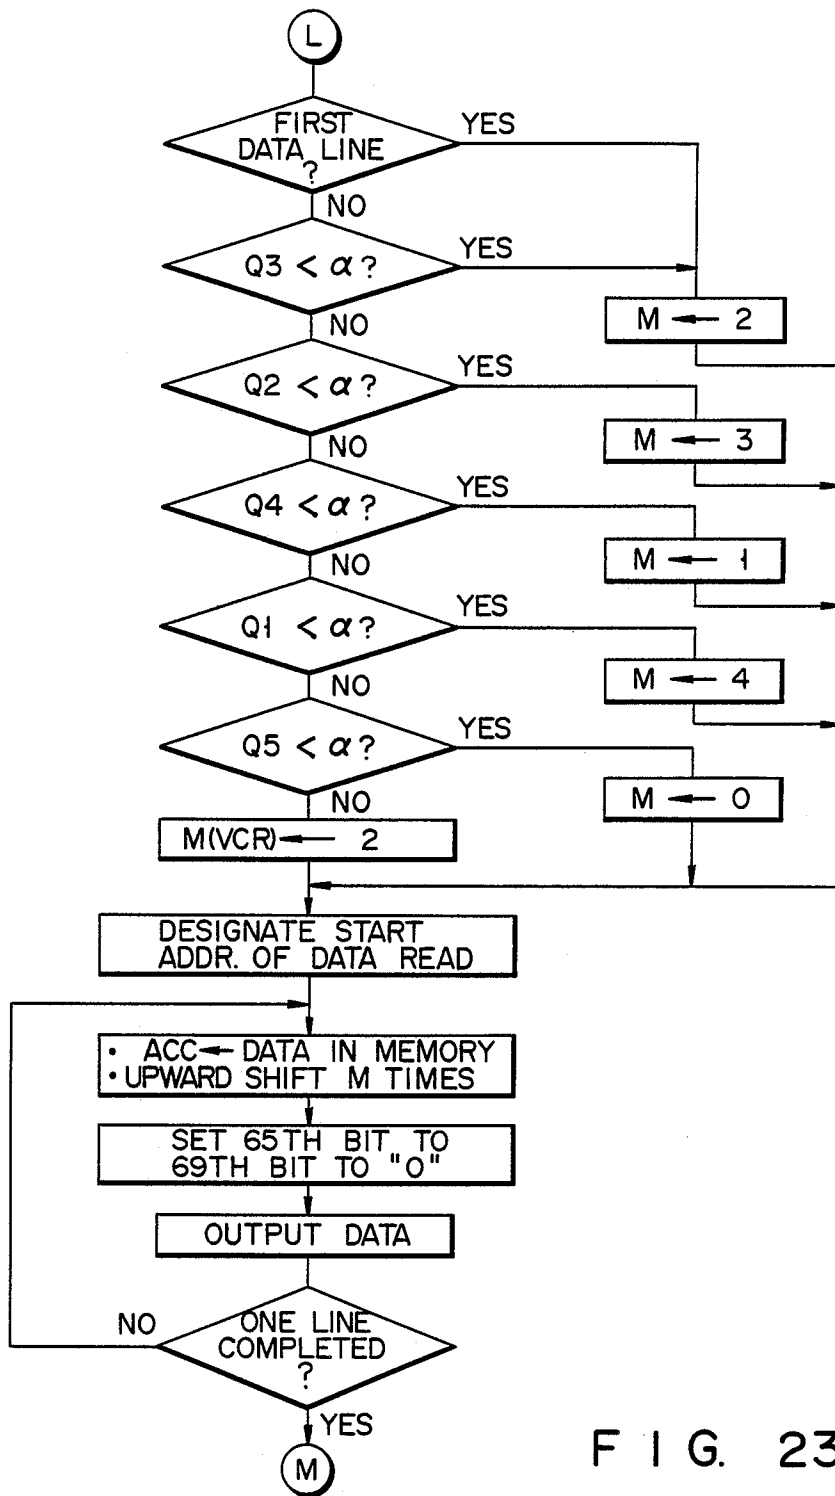 L
FIRST
DATA LINE
?
YES
NO
Q3 < α?
YES
M ← 2
NO
Q2 < α?
YES
M ← 3
NO
Q4 < α?
YES
M ← 1
NO
Q1 < α?
YES
M ← 4
NO
Q5 < α?
YES
M ← 0
NO
M(VCR) ← 2
DESIGNATE START
ADDR. OF DATA READ
• ACC ← DATA IN MEMORY
• UPWARD SHIFT M TIMES
SET 65TH BIT TO
69TH BIT TO "0"
OUTPUT DATA
NO
ONE LINE
COMPLETED
?
YES
M
FIG. 23